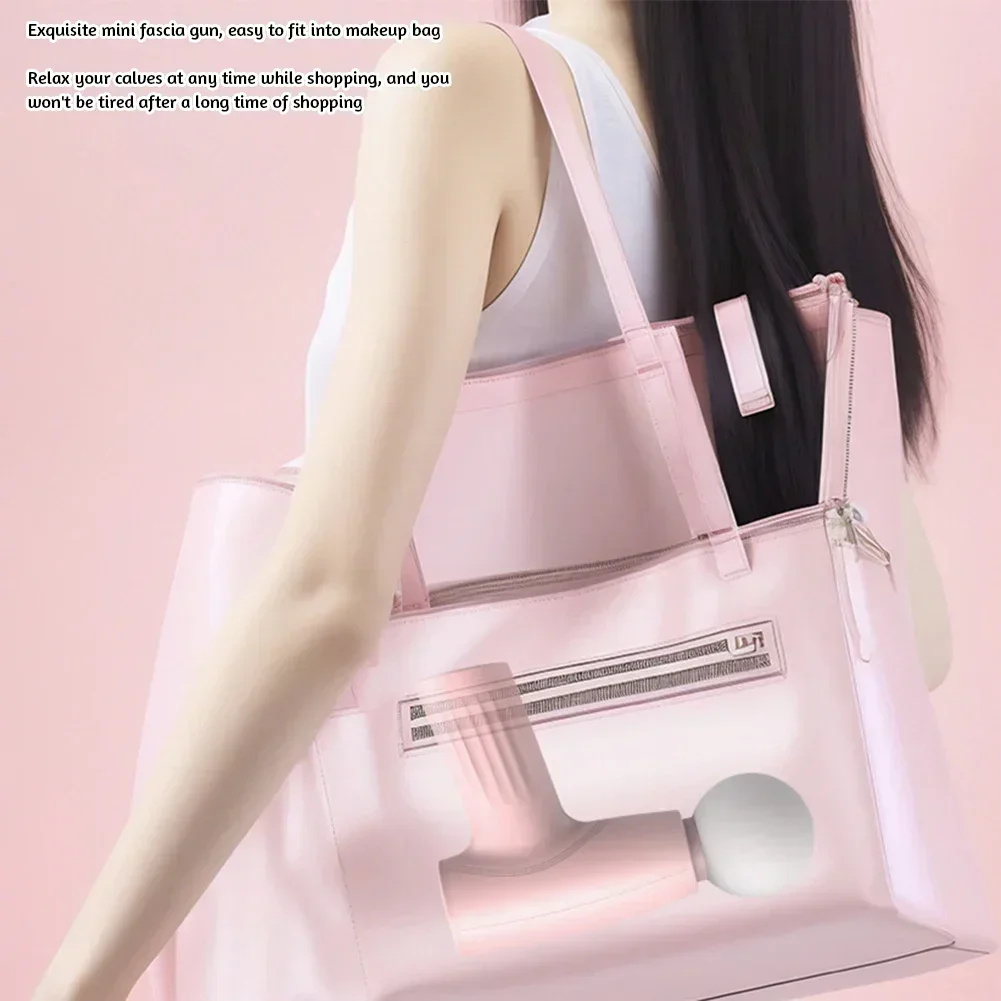 Exquisite mini fascia gun, easy to fit into makeup bag
Relax your calves at any time while shopping, and you
won't be tired after a long time of shopping